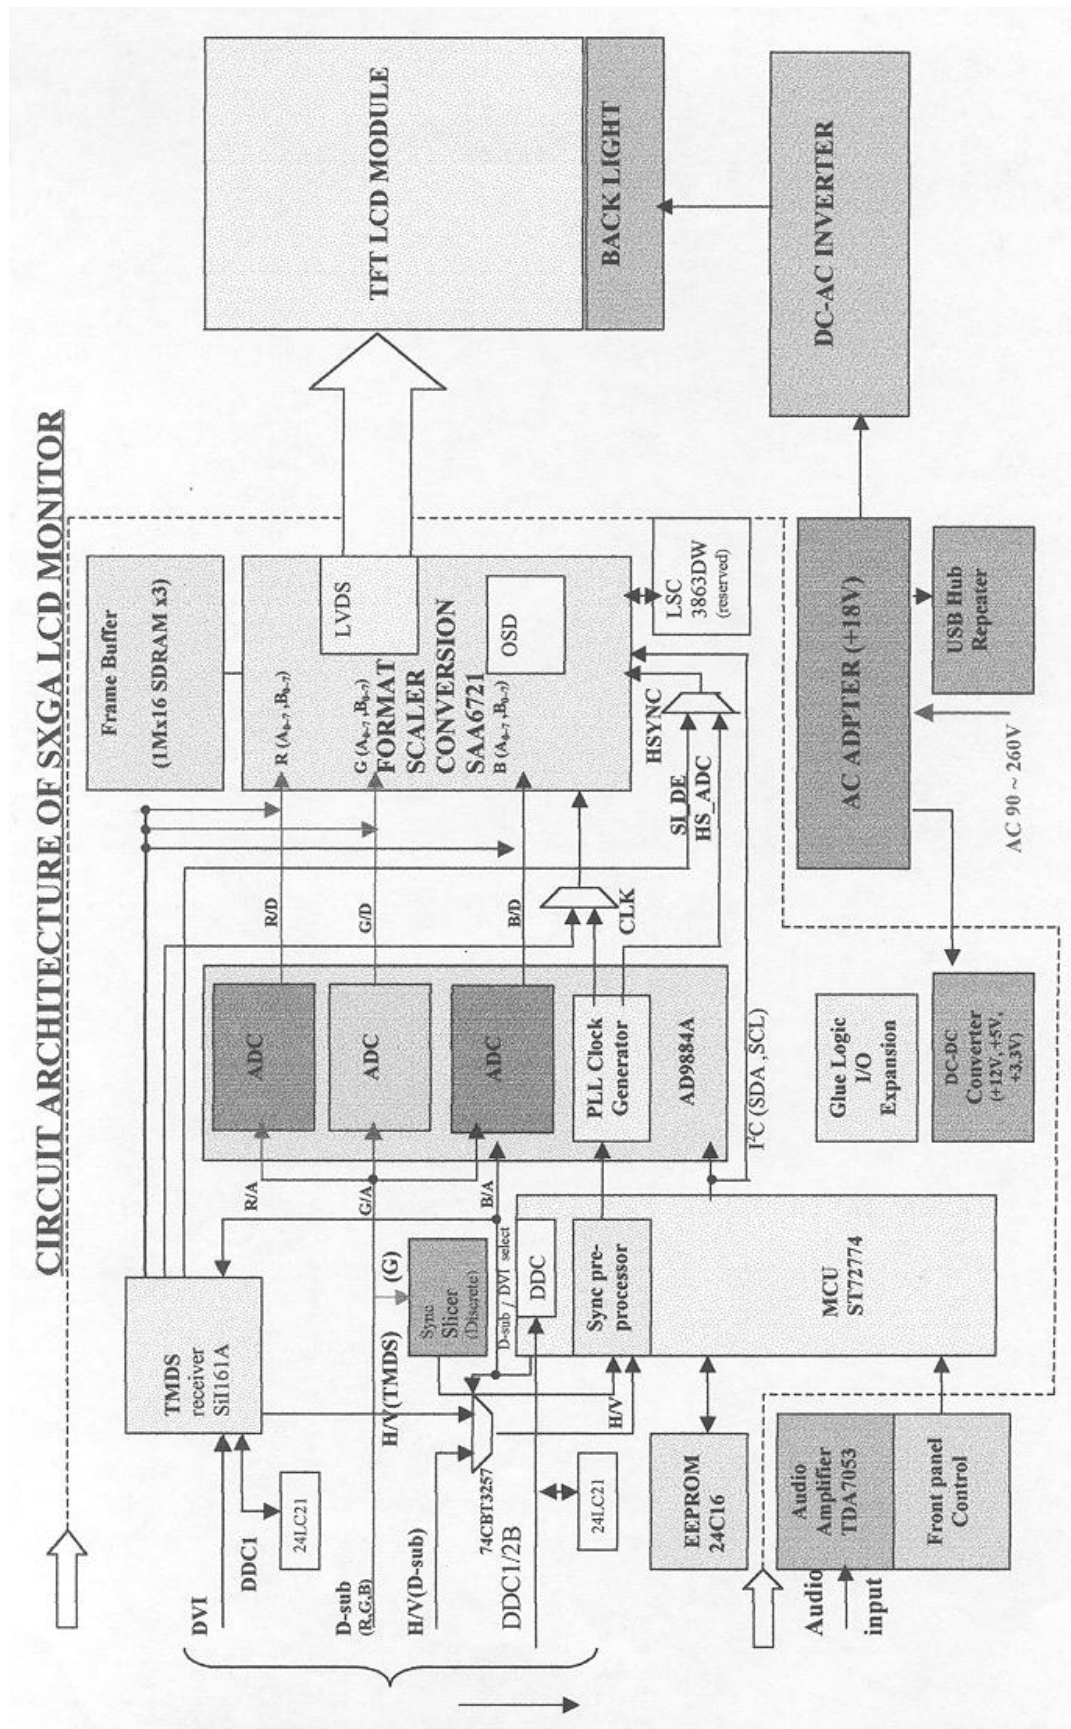 CIRCUIT ARCHITECTURE OF SXGA LCD MONITOR
DVI
DDC1
24LC21
TMDS
receiver
SiI161A
D-sub
(R,G,B)
H/V(TMDS)
H/V(D-sub)
74CBT3257
DDC1/2B
24LC21
(G)
Sync
Slicer
(Discrete)
D-sub / DVI select
DDC
H/V
Sync pre-
processor
MCU
ST72774
EEPROM
24C16
Audio
input
Audio
Amplifier
TDA7053
Front panel
Control
R/A
G/A
B/A
ADC
ADC
ADC
PLL Clock
Generator
AD9884A
I²C (SDA ,SCL)
R/D
G/D
B/D
CLK
SI_DE
HS_ADC
HSYNC
Frame Buffer
(1Mx16 SDRAM x3)
R (A0~7 ,B0~7)
G (A0~7 ,B0~7)
FORMAT
SCALER
CONVERSION
SAA6721
B (A0~7 ,B0~7)
LVDS
OSD
LSC
3863DW
(reserved)
Glue Logic
I/O
Expansion
DC-DC
Converter
(+12V,+5V,
+3.3V)
AC ADPTER (+18V)
AC 90 ~ 260V
USB Hub
Repeater
TFT LCD MODULE
BACK LIGHT
DC-AC INVERTER